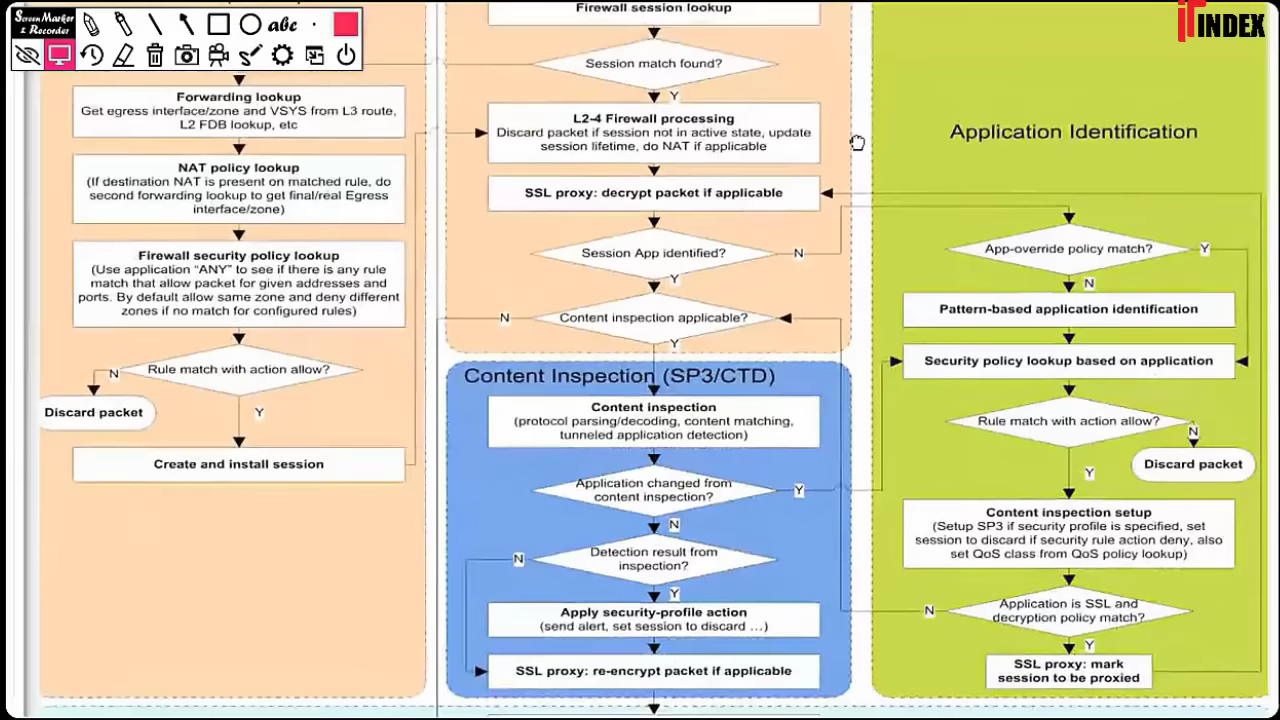 Screen Marker
& Recorder
abc
iTINDEX
Forwarding lookup
Get egress interface/zone and VSYS from L3 route,
L2 FDB lookup, etc
NAT policy lookup
(If destination NAT is present on matched rule, do
second forwarding lookup to get final/real Egress
interface/zone)
Firewall security policy lookup
(Use application “ANY” to see if there is any rule
match that allow packet for given addresses and
ports. By default allow same zone and deny different
zones if no match for configured rules)
Rule match with action allow?
N
Discard packet
Y
Create and install session
Firewall session lookup
Session match found?
Y
L2-4 Firewall processing
Discard packet if session not in active state, update
session lifetime, do NAT if applicable
SSL proxy: decrypt packet if applicable
Session App identified?
N
Y
Content inspection applicable?
N
Y
Content Inspection (SP3/CTD)
Content inspection
(protocol parsing/decoding, content matching,
tunneled application detection)
Application changed from
content inspection?
Y
N
Detection result from
inspection?
N
Y
Apply security-profile action
(send alert, set session to discard …)
SSL proxy: re-encrypt packet if applicable
Application Identification
App-override policy match?
Y
N
Pattern-based application identification
Security policy lookup based on application
Rule match with action allow?
N
Discard packet
Y
Content inspection setup
(Setup SP3 if security profile is specified, set
session to discard if security rule action deny, also
set QoS class from QoS policy lookup)
Application is SSL and
decryption policy match?
N
Y
SSL proxy: mark
session to be proxied